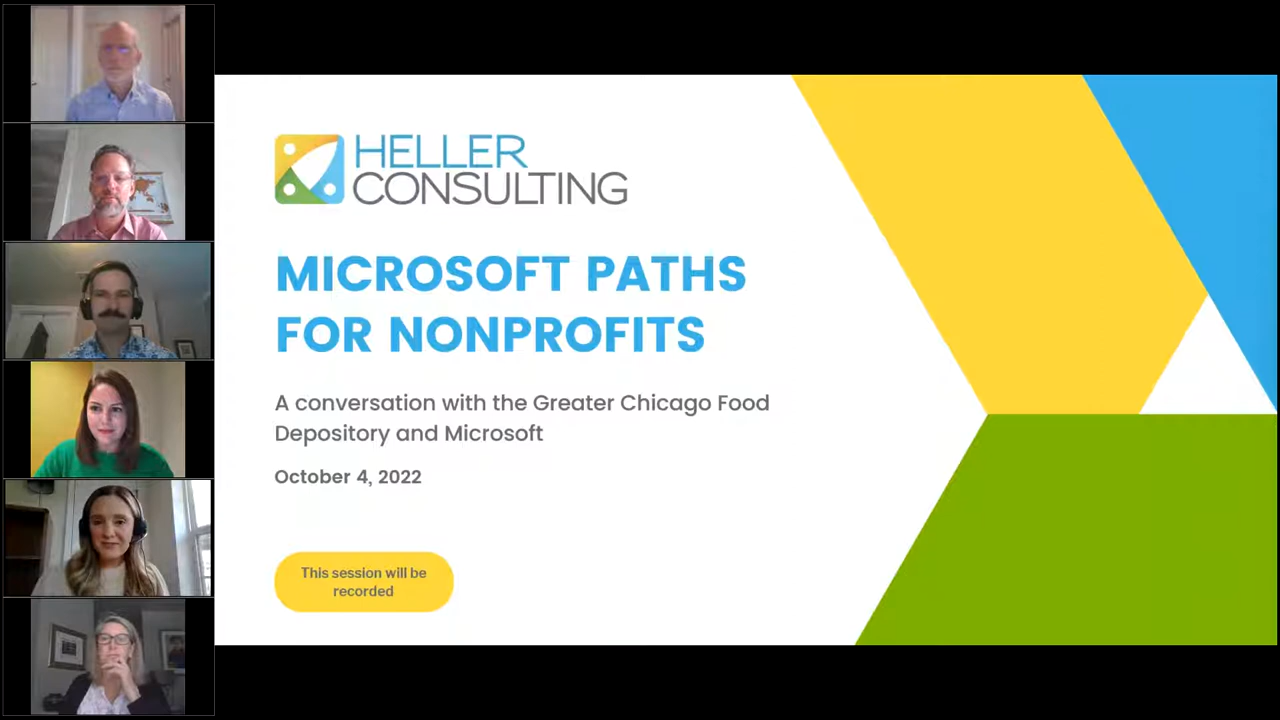 HELLER
CONSULTING
MICROSOFT PATHS
FOR NONPROFITS
A conversation with the Greater Chicago Food
Depository and Microsoft
October 4, 2022
This session will be
recorded